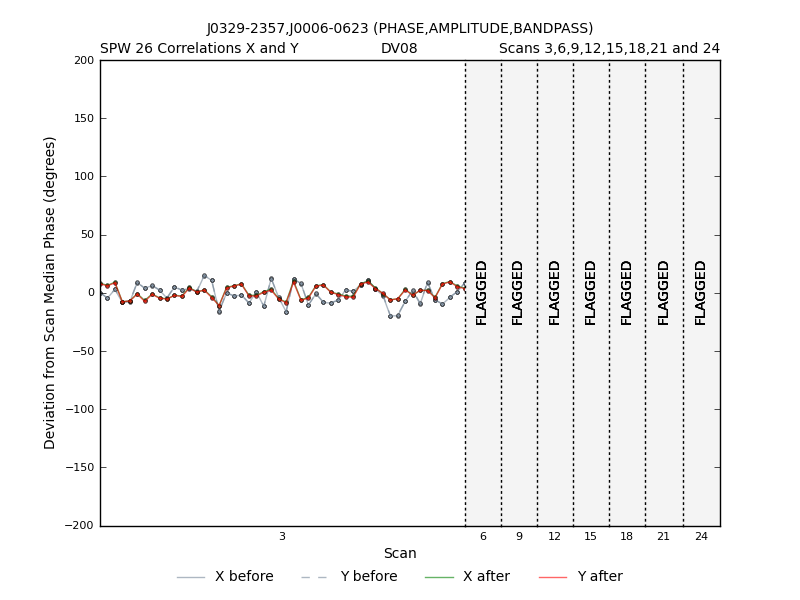 J0329-2357,J0006-0623 (PHASE,AMPLITUDE,BANDPASS)
SPW 26 Correlations X and Y DV08 Scans 3,6,9,12,15,18,21 and 24
200
150
100
50
0
−50
−100
−150
−200
Deviation from Scan Median Phase (degrees)
FLAGGED
FLAGGED
FLAGGED
FLAGGED
FLAGGED
FLAGGED
FLAGGED
3 6 9 12 15 18 21 24
Scan
X before Y before X after Y after